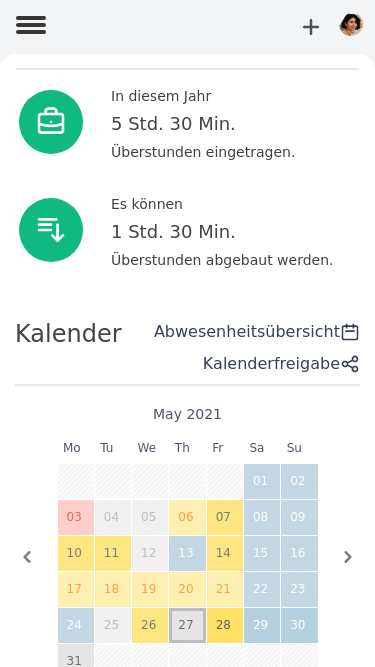 In diesem Jahr
5 Std. 30 Min.
Überstunden eingetragen.
Es können
1 Std. 30 Min.
Überstunden abgebaut werden.
Kalender
Abwesenheitsübersicht
Kalenderfreigabe
May 2021
Mo Tu We Th Fr Sa Su
01 02
03 04 05 06 07 08 09
10 11 12 13 14 15 16
17 18 19 20 21 22 23
24 25 26 27 28 29 30
31